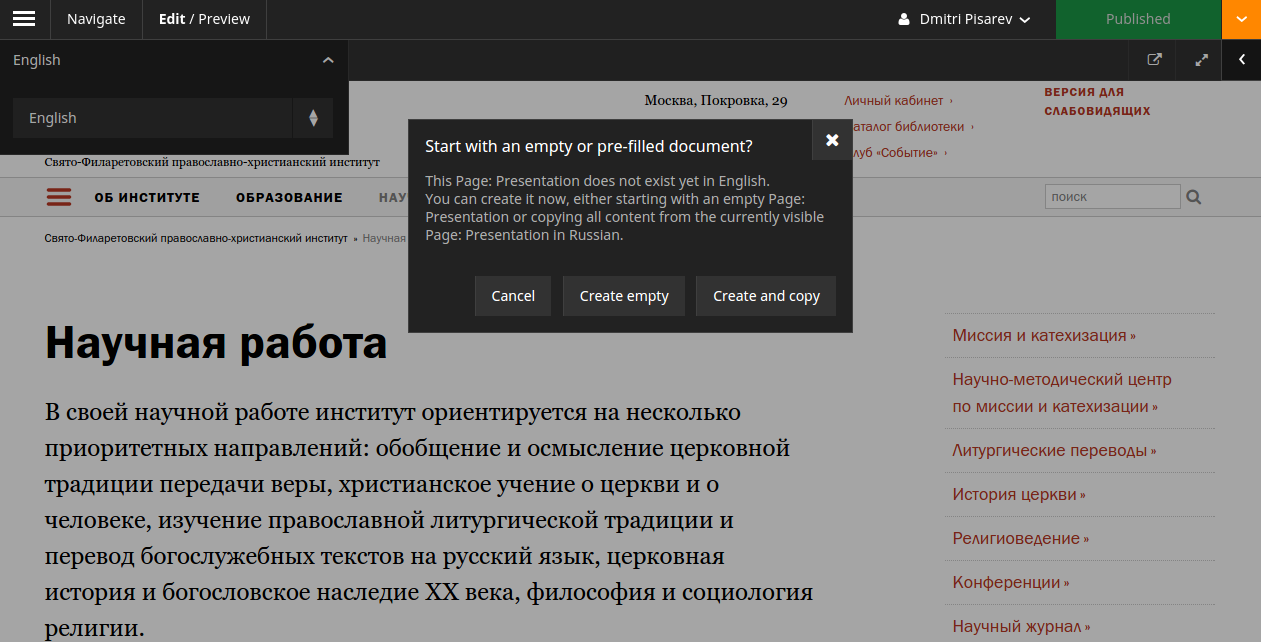 Navigate
Edit / Preview
Dmitri Pisarev
Published
English
English
Москва, Покровка, 29
Личный кабинет ›
аталог библиотеки ›
луб «Событие» ›
ВЕРСИЯ ДЛЯ
СЛАБОВИДЯЩИХ
Свято-Филаретовский православно-христианский институт
ОБ ИНСТИТУТЕ
ОБРАЗОВАНИЕ
НАУ
поиск
Свято-Филаретовский православно-христианский институт » Научная
Start with an empty or pre-filled document?
This Page: Presentation does not exist yet in English.
You can create it now, either starting with an empty Page:
Presentation or copying all content from the currently visible
Page: Presentation in Russian.
Cancel
Create empty
Create and copy
Научная работа
В своей научной работе институт ориентируется на несколько
приоритетных направлений: обобщение и осмысление церковной
традиции передачи веры, христианское учение о церкви и о
человеке, изучение православной литургической традиции и
перевод богослужебных текстов на русский язык, церковная
история и богословское наследие XX века, философия и социология
религии.
Миссия и катехизация »
Научно-методический центр
по миссии и катехизации »
Литургические переводы »
История церкви »
Религиоведение »
Конференции »
Научный журнал »